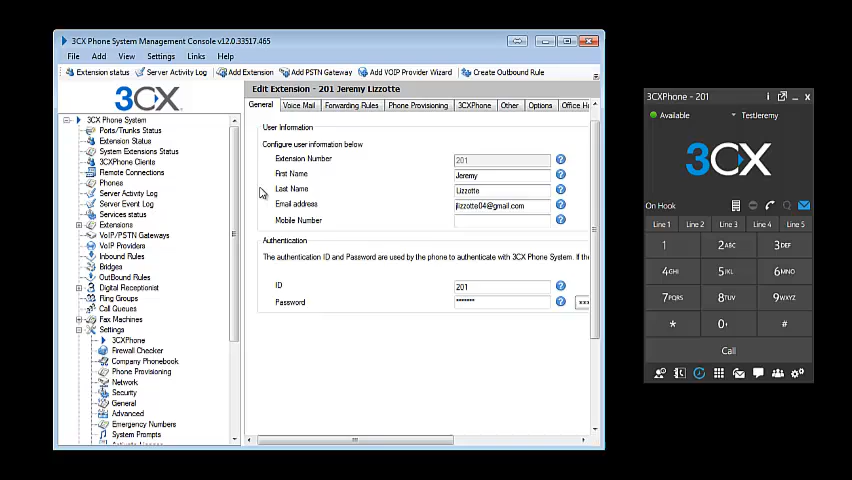 3CX Phone System Management Console v12.0.33517.465
File Add View Settings Links Help
Extension status Server Activity Log Add Extension Add PSTN Gateway Add VOIP Provider Wizard Create Outbound Rule
3CX
3CX Phone System
Ports/Trunks Status
Extension Status
System Extensions Status
3CXPhone Clients
Remote Connections
Phones
Server Activity Log
Server Event Log
Services status
Extensions
VoIP/PSTN Gateways
VoIP Providers
Inbound Rules
Bridges
OutBound Rules
Digital Receptionist
Ring Groups
Call Queues
Fax Machines
Settings
3CXPhone
Firewall Checker
Company Phonebook
Phone Provisioning
Network
Security
General
Advanced
Emergency Numbers
System Prompts
Edit Extension - 201 Jeremy Lizzotte
General Voice Mail Forwarding Rules Phone Provisioning 3CXPhone Other Options Office H
User Information
Configure user information below
Extension Number 201
First Name Jeremy
Last Name Lizzotte
Email address jlizzotte04@gmail.com
Mobile Number
Authentication
The authentication ID and Password are used by the phone to authenticate with 3CX Phone System. If the
ID 201
Password *******
3CXPhone - 201
Available TestJeremy
3CX
On Hook
Line 1 Line 2 Line 3 Line 4 Line 5
1 2ABC 3DEF
4GHI 5JKL 6MNO
7PQRS 8TUV 9WXYZ
* 0+ #
Call